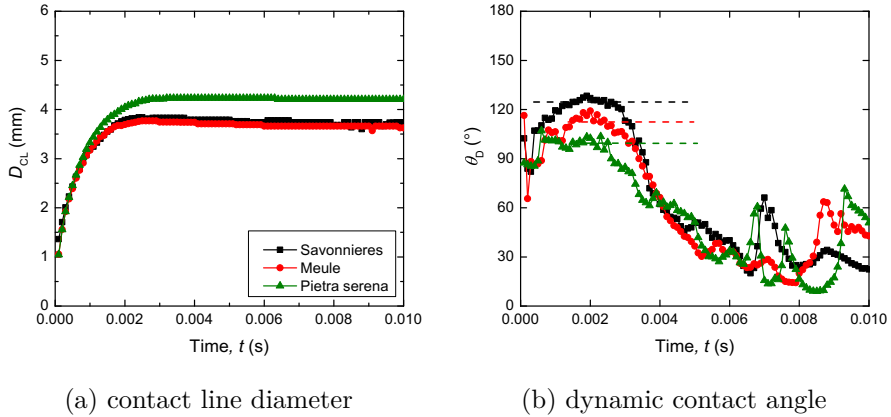 6
5
4
3
2
1
0
D_CL (mm)
Savonnieres
Meule
Pietra serena
0.000 0.002 0.004 0.006 0.008 0.010
Time, t (s)
(a) contact line diameter
180
150
120
90
60
30
0
θ_D (°)
0.000 0.002 0.004 0.006 0.008 0.010
Time, t (s)
(b) dynamic contact angle